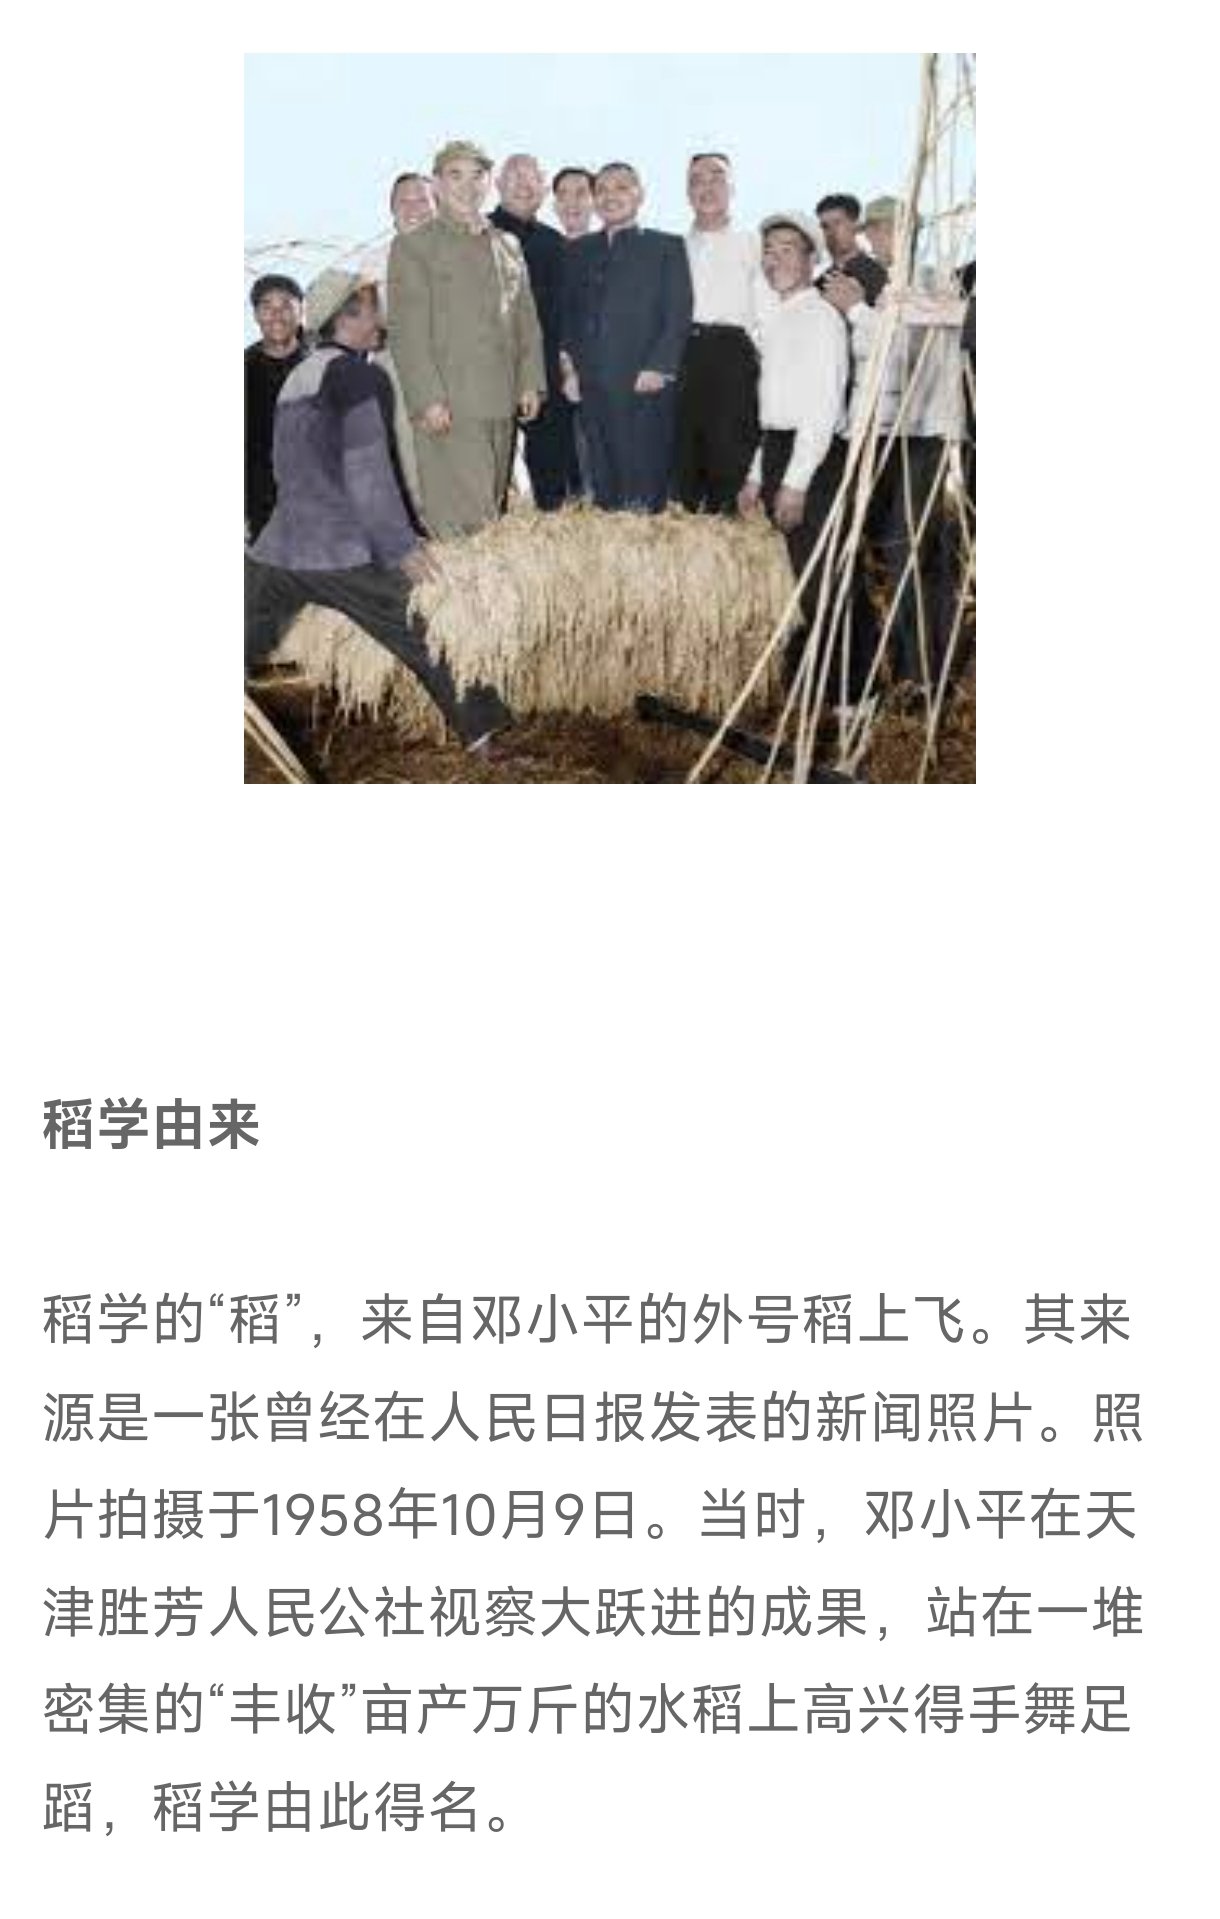 稻学由来
稻学的“稻”，来自邓小平的外号稻上飞。其来
源是一张曾经在人民日报发表的新闻照片。照
片拍摄于1958年10月9日。当时，邓小平在天
津胜芳人民公社视察大跃进的成果，站在一堆
密集的“丰收”亩产万斤的水稻上高兴得手舞足
蹈，稻学由此得名。